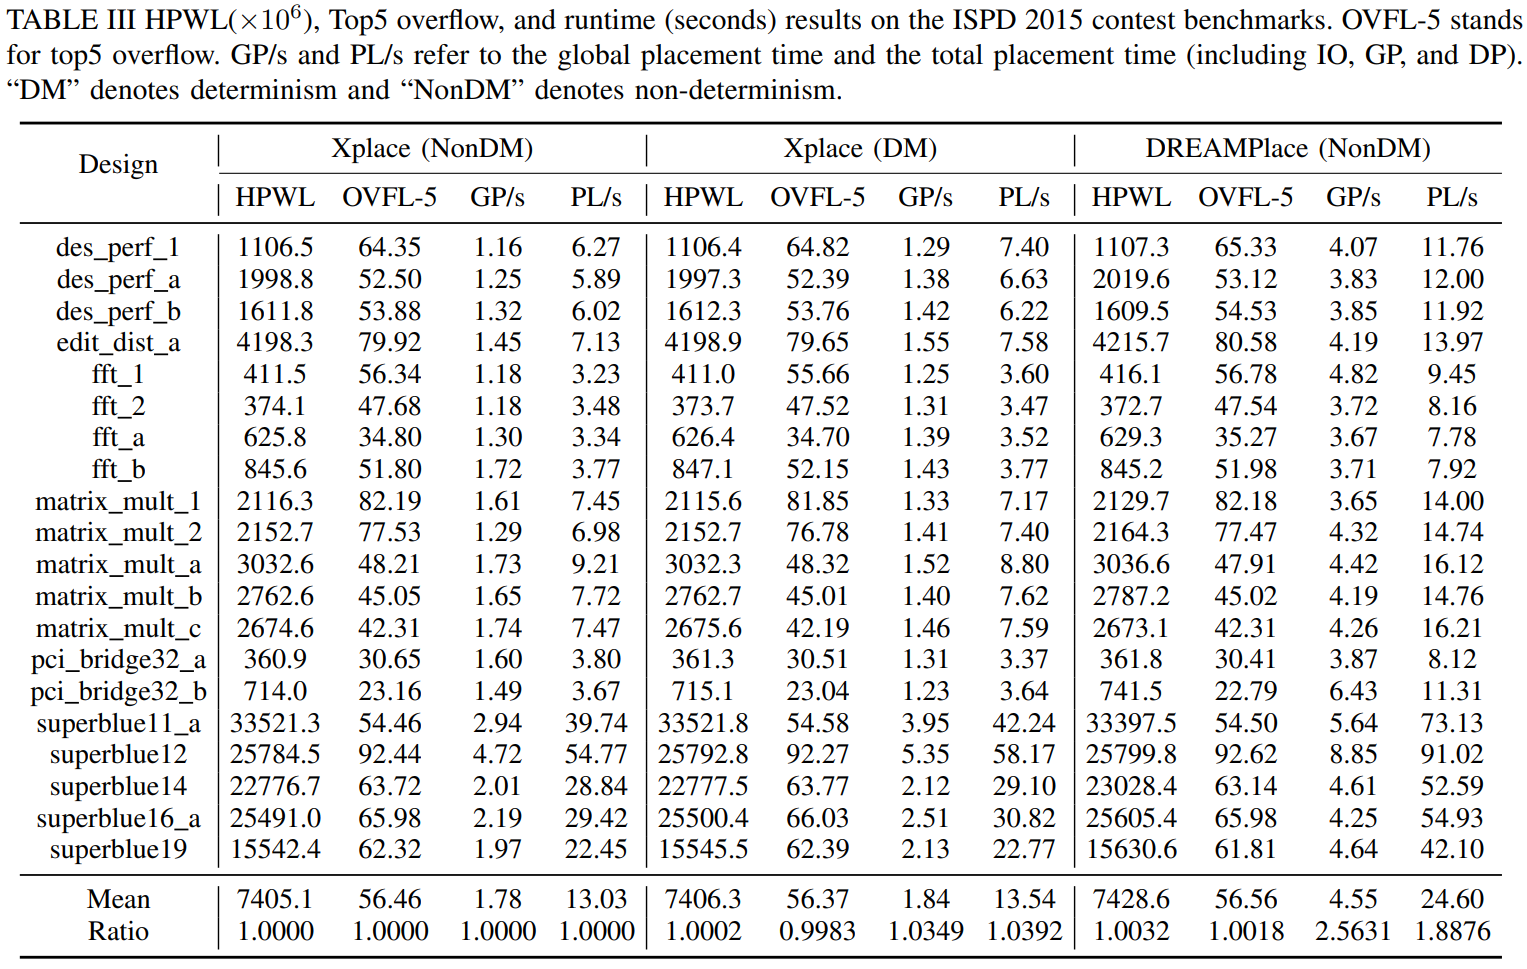 TABLE III HPWL(×10⁶), Top5 overflow, and runtime (seconds) results on the ISPD 2015 contest benchmarks. OVFL-5 stands
for top5 overflow. GP/s and PL/s refer to the global placement time and the total placement time (including IO, GP, and DP).
“DM” denotes determinism and “NonDM” denotes non-determinism.
Design Xplace (NonDM) Xplace (DM) DREAMPlace (NonDM)
HPWL OVFL-5 GP/s PL/s HPWL OVFL-5 GP/s PL/s HPWL OVFL-5 GP/s PL/s
des_perf_1 1106.5 64.35 1.16 6.27 1106.4 64.82 1.29 7.40 1107.3 65.33 4.07 11.76
des_perf_a 1998.8 52.50 1.25 5.89 1997.3 52.39 1.38 6.63 2019.6 53.12 3.83 12.00
des_perf_b 1611.8 53.88 1.32 6.02 1612.3 53.76 1.42 6.22 1609.5 54.53 3.85 11.92
edit_dist_a 4198.3 79.92 1.45 7.13 4198.9 79.65 1.55 7.58 4215.7 80.58 4.19 13.97
fft_1 411.5 56.34 1.18 3.23 411.0 55.66 1.25 3.60 416.1 56.78 4.82 9.45
fft_2 374.1 47.68 1.18 3.48 373.7 47.52 1.31 3.47 372.7 47.54 3.72 8.16
fft_a 625.8 34.80 1.30 3.34 626.4 34.70 1.39 3.52 629.3 35.27 3.67 7.78
fft_b 845.6 51.80 1.72 3.77 847.1 52.15 1.43 3.77 845.2 51.98 3.71 7.92
matrix_mult_1 2116.3 82.19 1.61 7.45 2115.6 81.85 1.33 7.17 2129.7 82.18 3.65 14.00
matrix_mult_2 2152.7 77.53 1.29 6.98 2152.7 76.78 1.41 7.40 2164.3 77.47 4.32 14.74
matrix_mult_a 3032.6 48.21 1.73 9.21 3032.3 48.32 1.52 8.80 3036.6 47.91 4.42 16.12
matrix_mult_b 2762.6 45.05 1.65 7.72 2762.7 45.01 1.40 7.62 2787.2 45.02 4.19 14.76
matrix_mult_c 2674.6 42.31 1.74 7.47 2675.6 42.19 1.46 7.59 2673.1 42.31 4.26 16.21
pci_bridge32_a 360.9 30.65 1.60 3.80 361.3 30.51 1.31 3.37 361.8 30.41 3.87 8.12
pci_bridge32_b 714.0 23.16 1.49 3.67 715.1 23.04 1.23 3.64 741.5 22.79 6.43 11.31
superblue11_a 33521.3 54.46 2.94 39.74 33521.8 54.58 3.95 42.24 33397.5 54.50 5.64 73.13
superblue12 25784.5 92.44 4.72 54.77 25792.8 92.27 5.35 58.17 25799.8 92.62 8.85 91.02
superblue14 22776.7 63.72 2.01 28.84 22777.5 63.77 2.12 29.10 23028.4 63.14 4.61 52.59
superblue16_a 25491.0 65.98 2.19 29.42 25500.4 66.03 2.51 30.82 25605.4 65.98 4.25 54.93
superblue19 15542.4 62.32 1.97 22.45 15545.5 62.39 2.13 22.77 15630.6 61.81 4.64 42.10
Mean 7405.1 56.46 1.78 13.03 7406.3 56.37 1.84 13.54 7428.6 56.56 4.55 24.60
Ratio 1.0000 1.0000 1.0000 1.0000 1.0002 0.9983 1.0349 1.0392 1.0032 1.0018 2.5631 1.8876